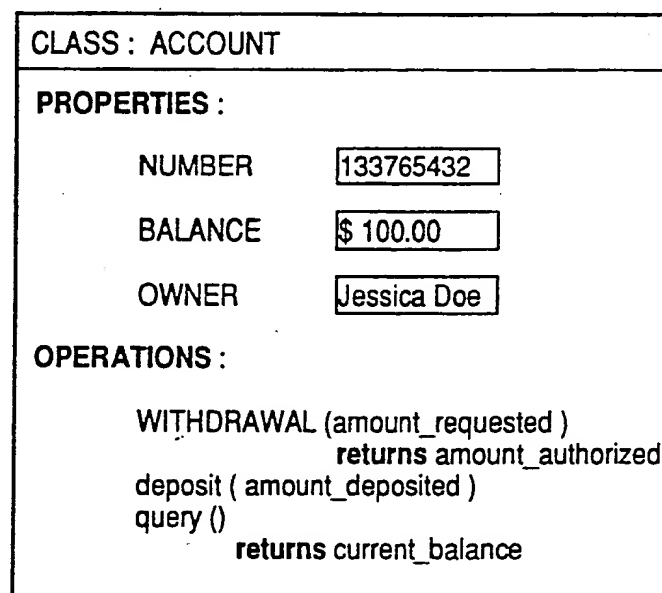 CLASS : ACCOUNT
PROPERTIES :
NUMBER 133765432
BALANCE $ 100.00
OWNER Jessica Doe
OPERATIONS :
WITHDRAWAL (amount_requested )
returns amount_authorized
deposit ( amount_deposited )
query ()
returns current_balance